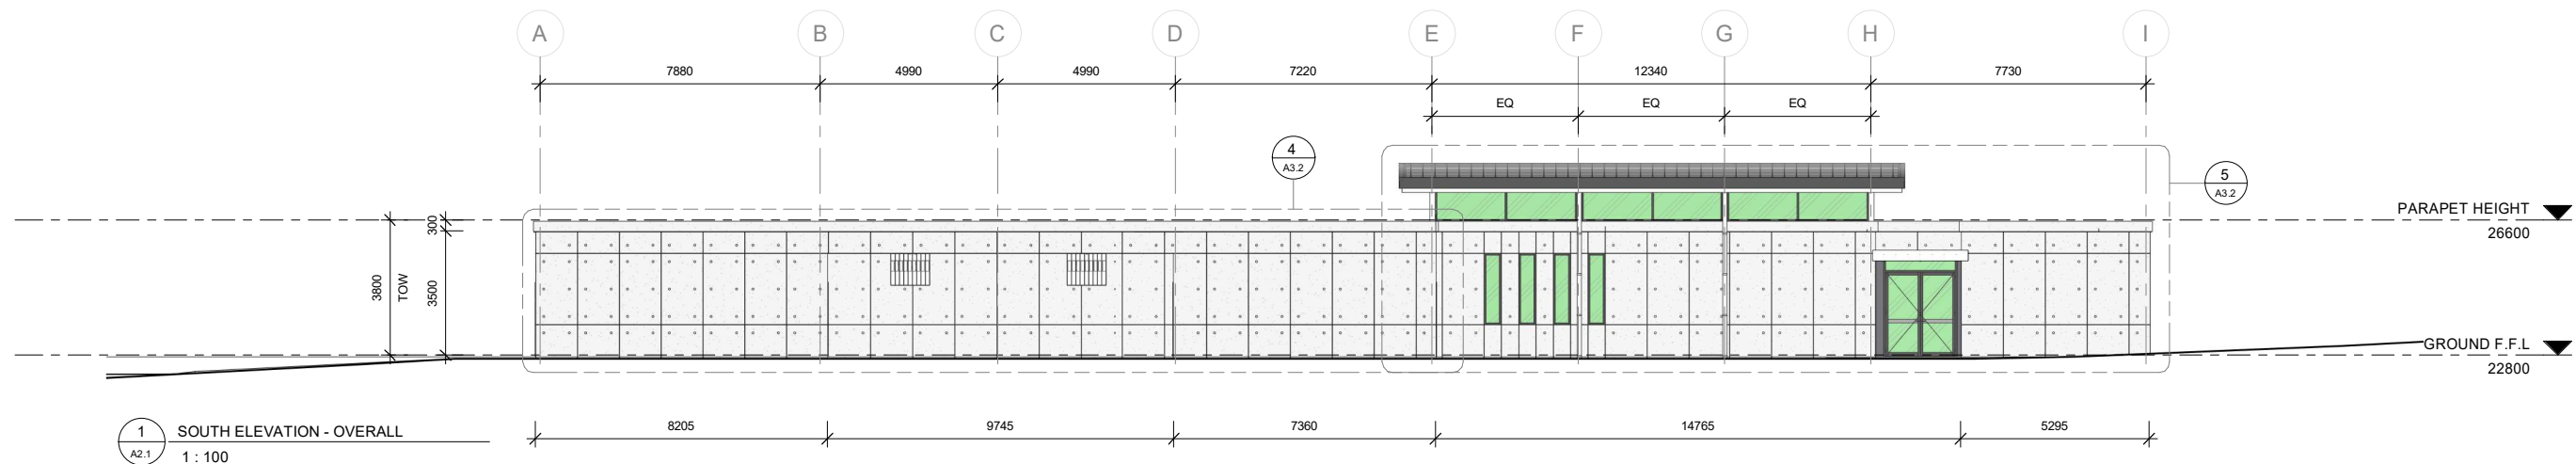 A B C D E F G H I
7880 4990 4990 7220 12340 7730
EQ EQ EQ
4
A3.2
5
A3.2
PARAPET HEIGHT
26600
300
3800
TOW
3500
GROUND F.F.L
22800
8205 9745 7360 14765 5295
1
A2.1
SOUTH ELEVATION - OVERALL
1 : 100